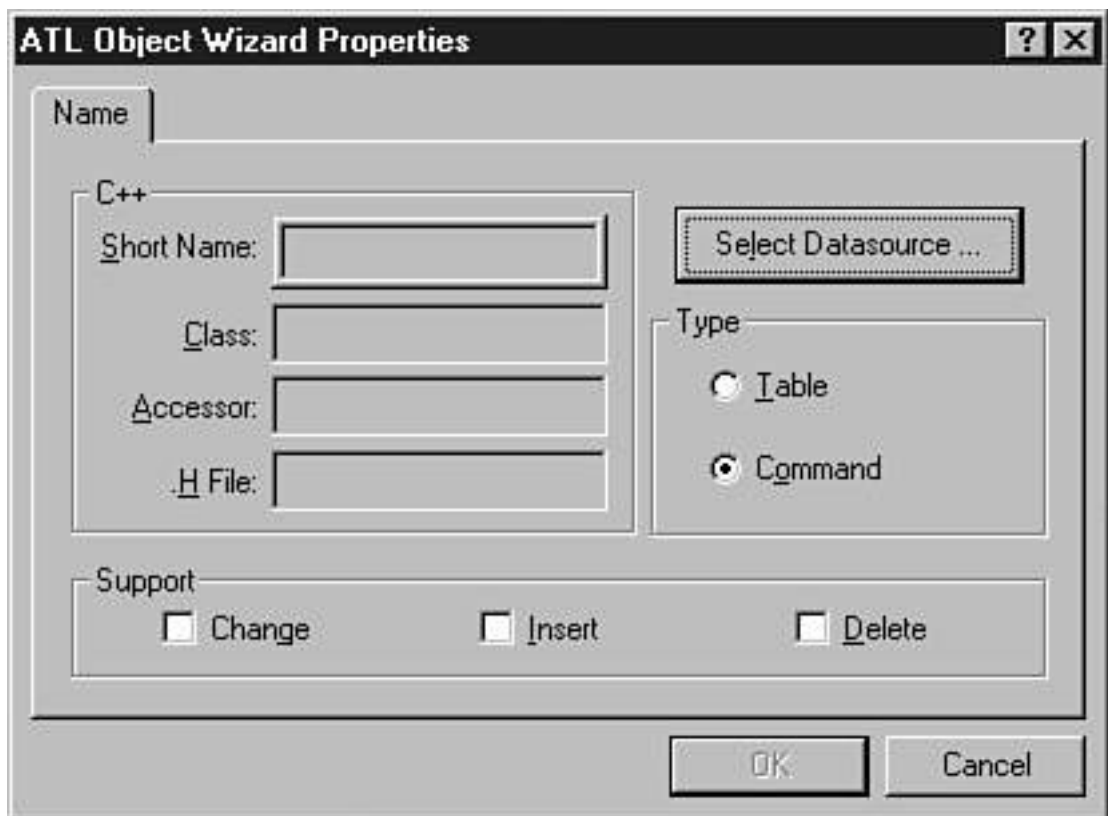 ATL Object Wizard Properties
Name
C++
Short Name:
Select Datasource ...
Class:
Type
Table
Accessor:
Command
.H File:
Support
Change Insert Delete
OK Cancel